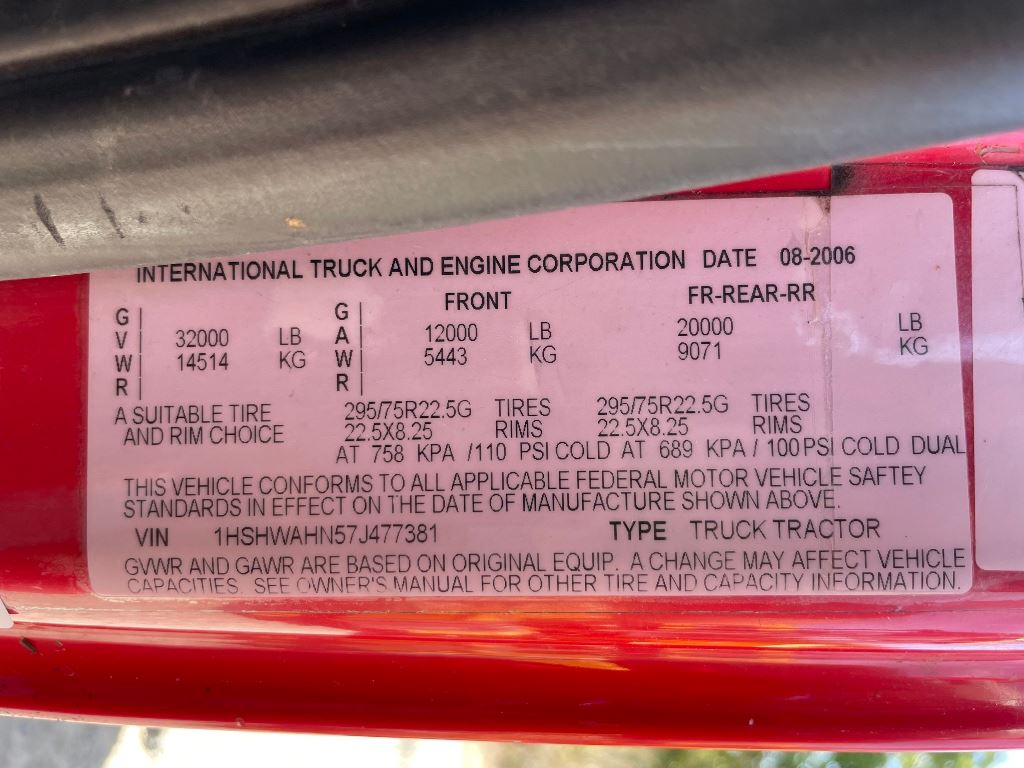 INTERNATIONAL TRUCK AND ENGINE CORPORATION DATE 08-2006
FRONT FR-REAR-RR
GVWR 32000 LB GAWR 12000 LB 20000 LB
14514 KG 5443 KG 9071 KG
A SUITABLE TIRE 295/75R22.5G TIRES 295/75R22.5G TIRES
AND RIM CHOICE 22.5X8.25 RIMS 22.5X8.25 RIMS
AT 758 KPA /110 PSI COLD AT 689 KPA / 100 PSI COLD DUAL
THIS VEHICLE CONFORMS TO ALL APPLICABLE FEDERAL MOTOR VEHICLE SAFTEY
STANDARDS IN EFFECT ON THE DATE OF MANUFACTURE SHOWN ABOVE.
VIN 1HSHWAHN57J477381 TYPE TRUCK TRACTOR
GVWR AND GAWR ARE BASED ON ORIGINAL EQUIP. A CHANGE MAY AFFECT VEHICLE
CAPACITIES. SEE OWNER'S MANUAL FOR OTHER TIRE AND CAPACITY INFORMATION.